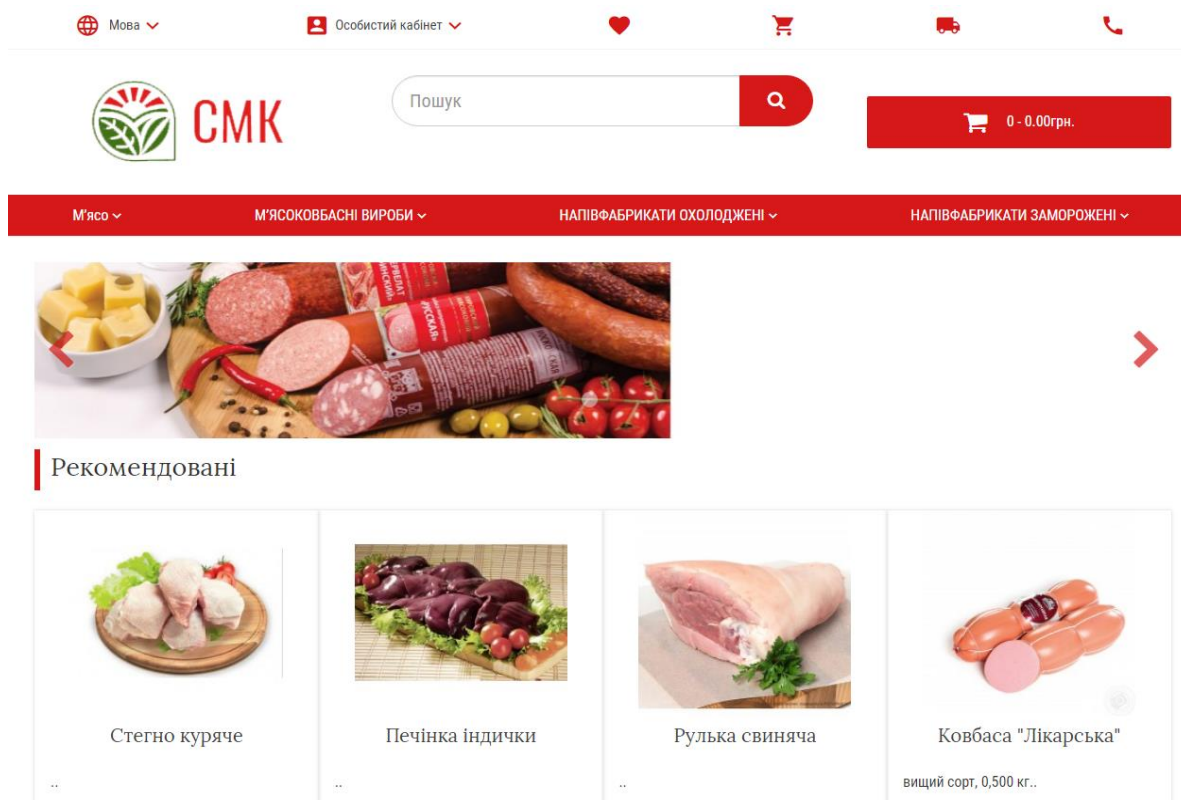 Мова
Особистий кабінет
СМК
Пошук
0 - 0.00грн.
М'ясо
М'ЯСОКОВБАСНІ ВИРОБИ
НАПІВФАБРИКАТИ ОХОЛОДЖЕНІ
НАПІВФАБРИКАТИ ЗАМОРОЖЕНІ
РУССКАЯ
Рекомендовані
Стегно куряче
Печінка індички
Рулька свиняча
Ковбаса "Лікарська"
..
..
..
вищий сорт, 0,500 кг..